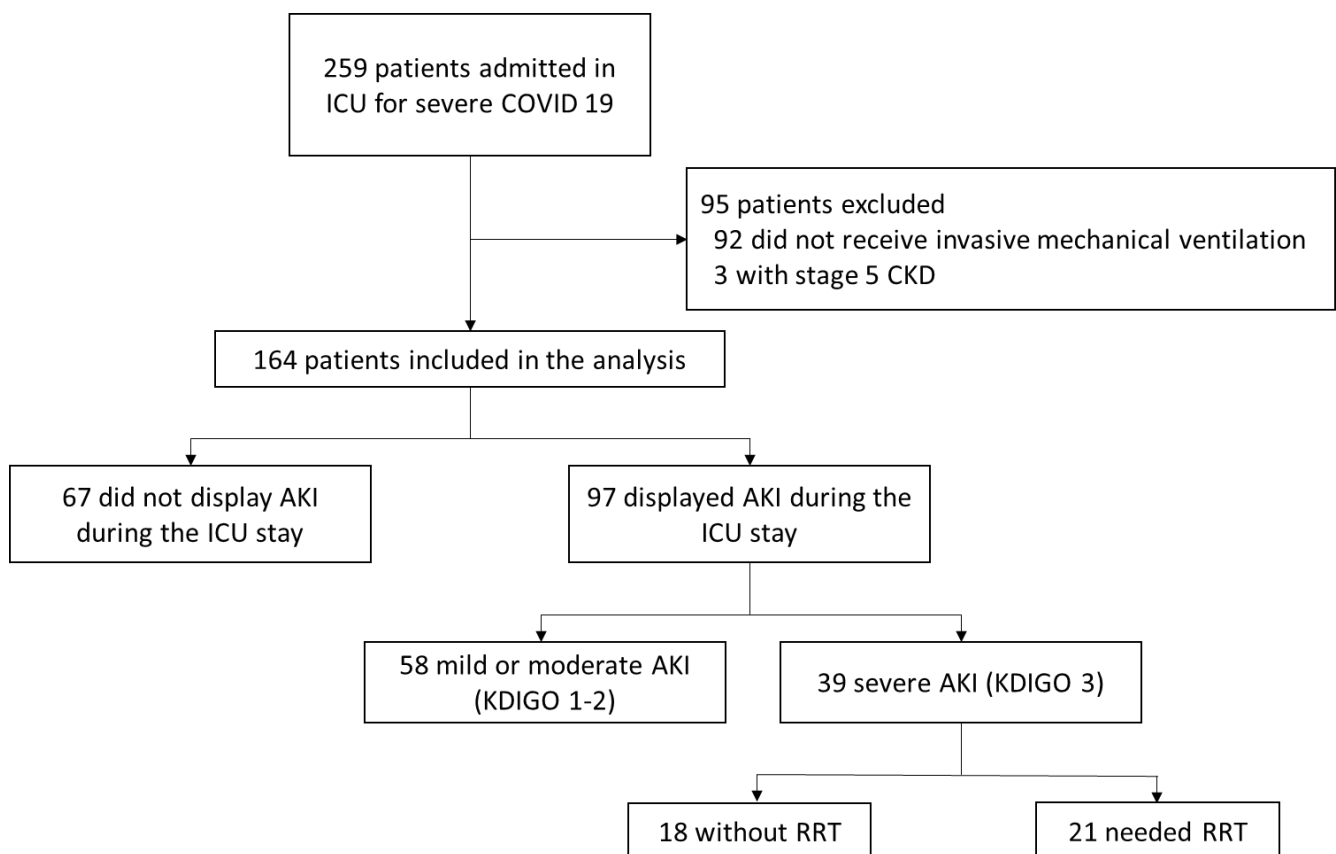 259 patients admitted in
ICU for severe COVID 19
95 patients excluded
92 did not receive invasive mechanical ventilation
3 with stage 5 CKD
164 patients included in the analysis
67 did not display AKI
during the ICU stay
97 displayed AKI during the
ICU stay
58 mild or moderate AKI
(KDIGO 1-2)
39 severe AKI (KDIGO 3)
18 without RRT
21 needed RRT